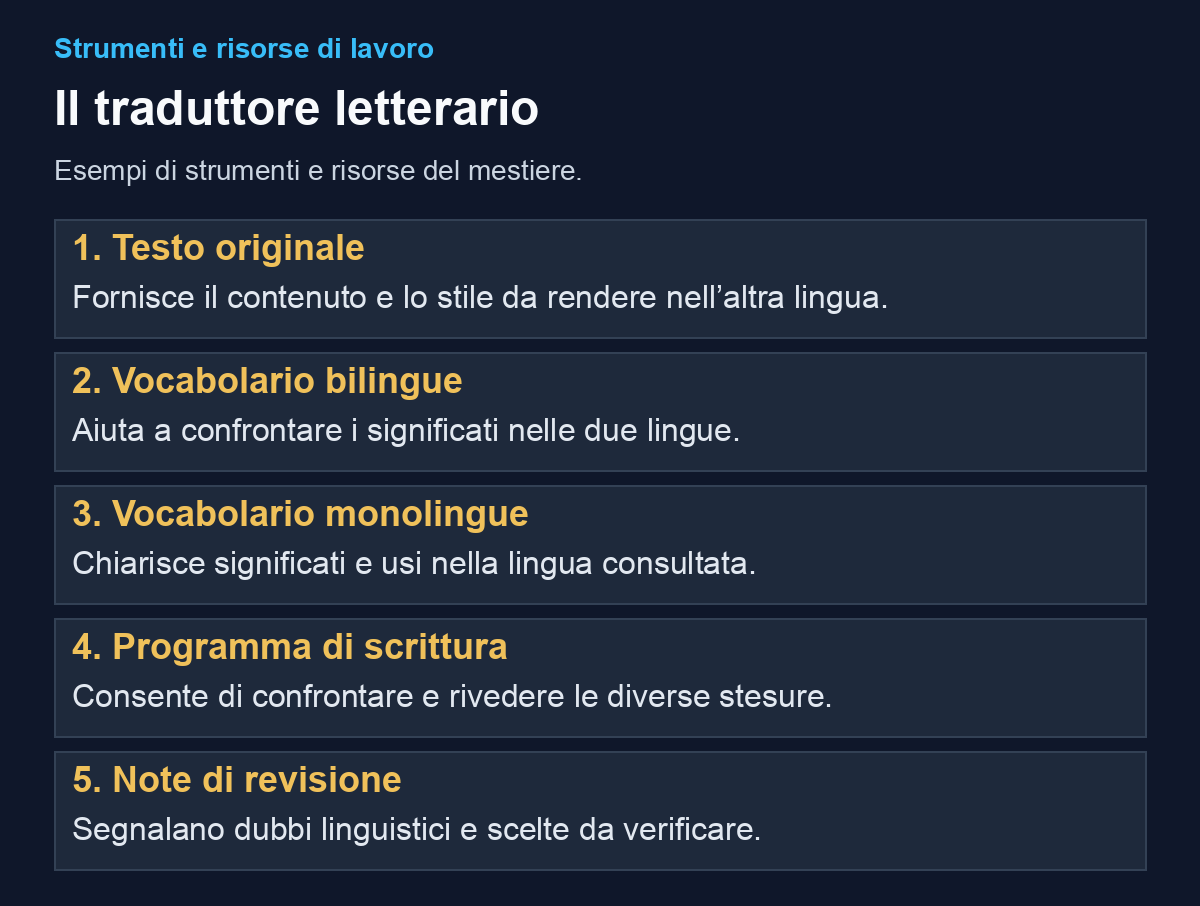 Strumenti e risorse di lavoro
Il traduttore letterario
Esempi di strumenti e risorse del mestiere.
1. Testo originale
Fornisce il contenuto e lo stile da rendere nell’altra lingua.
2. Vocabolario bilingue
Aiuta a confrontare i significati nelle due lingue.
3. Vocabolario monolingue
Chiarisce significati e usi nella lingua consultata.
4. Programma di scrittura
Consente di confrontare e rivedere le diverse stesure.
5. Note di revisione
Segnalano dubbi linguistici e scelte da verificare.